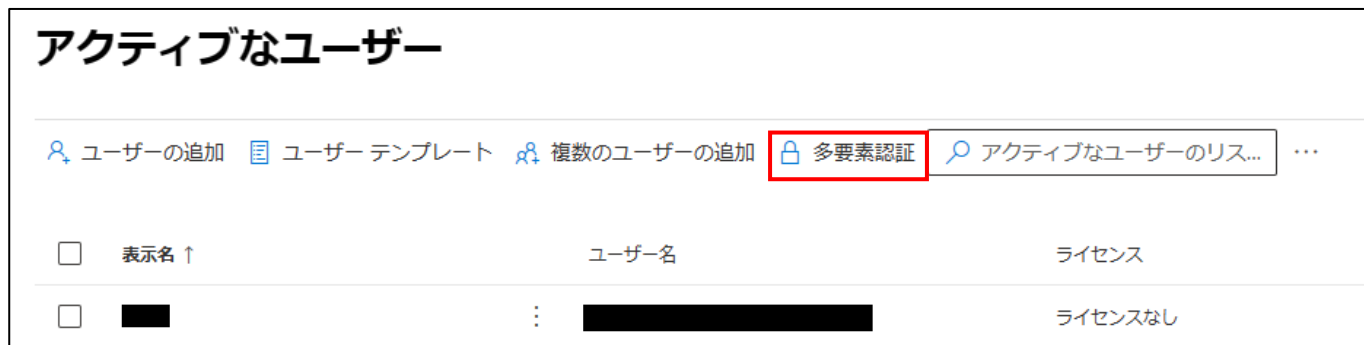 アクティブなユーザー
ユーザーの追加 ユーザー テンプレート 複数のユーザーの追加 多要素認証 アクティブなユーザーのリス... ...
表示名 ↑ ユーザー名 ライセンス
ライセンスなし